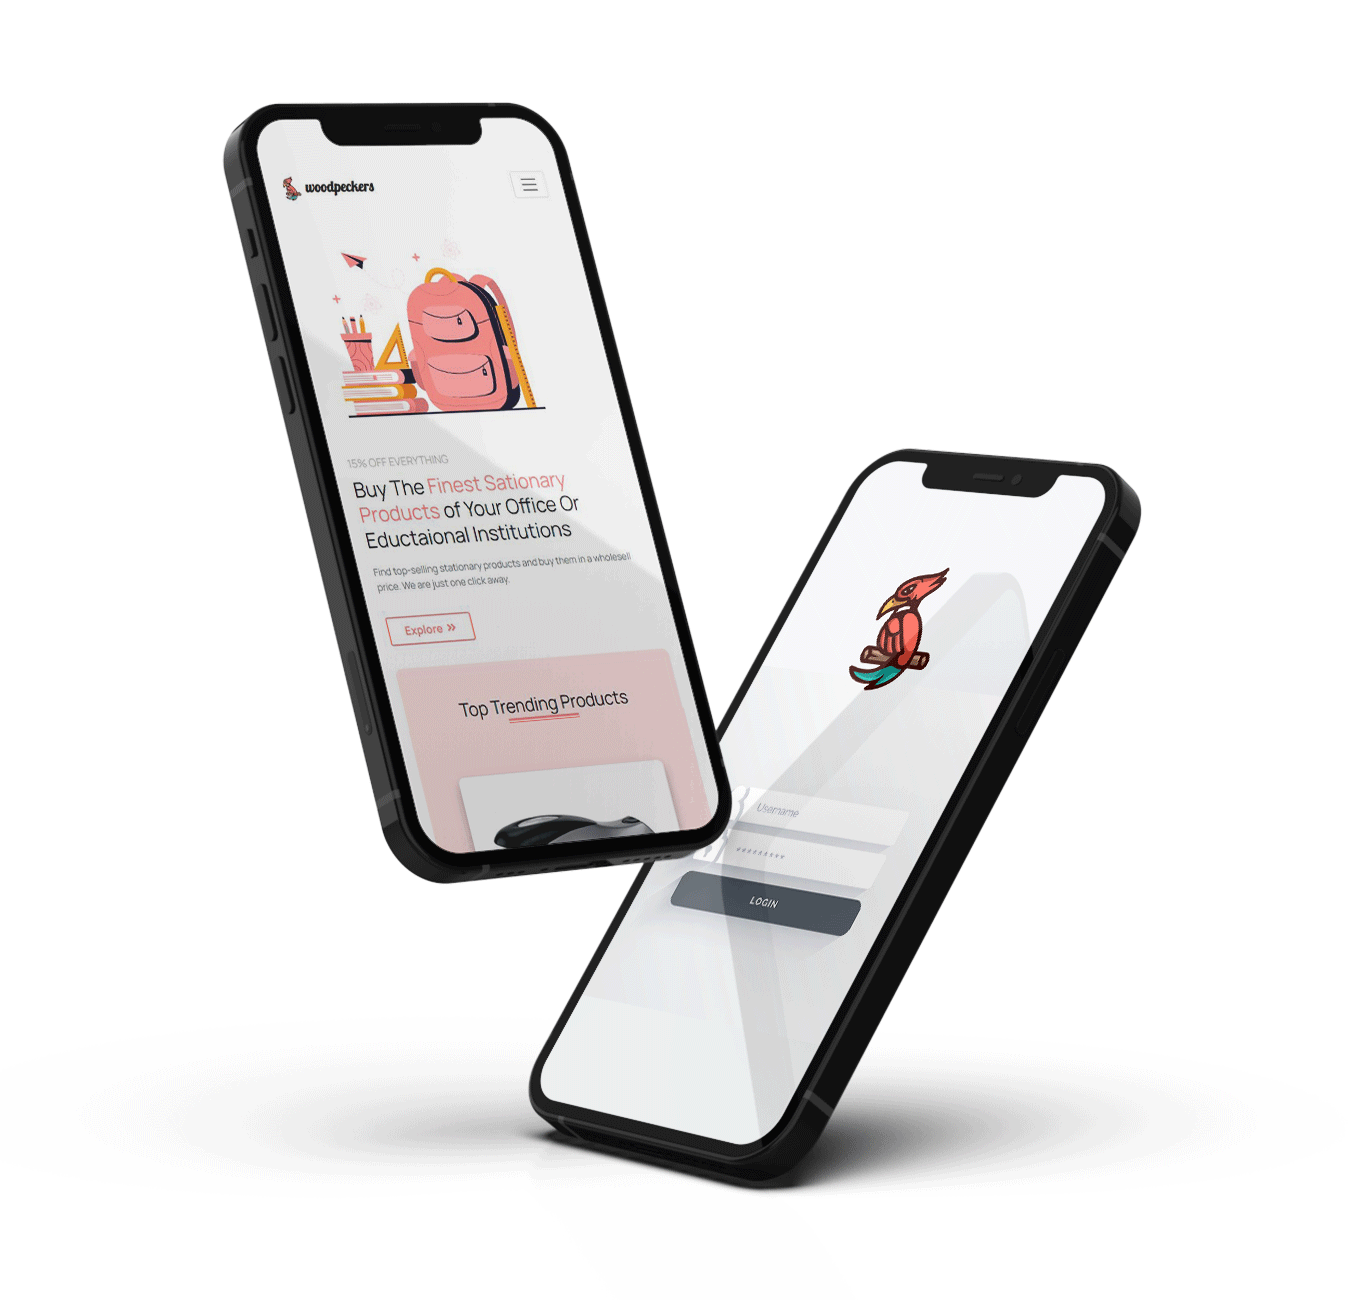 woodpeckers
15% OFF EVERYTHING
Buy The Finest Sationary
Products of Your Office Or
Eductaional Institutions
Find top-selling stationary products and buy them in a wholesell
price. We are just one click away.
Explore »
Top Trending Products
Username
*********
LOGIN